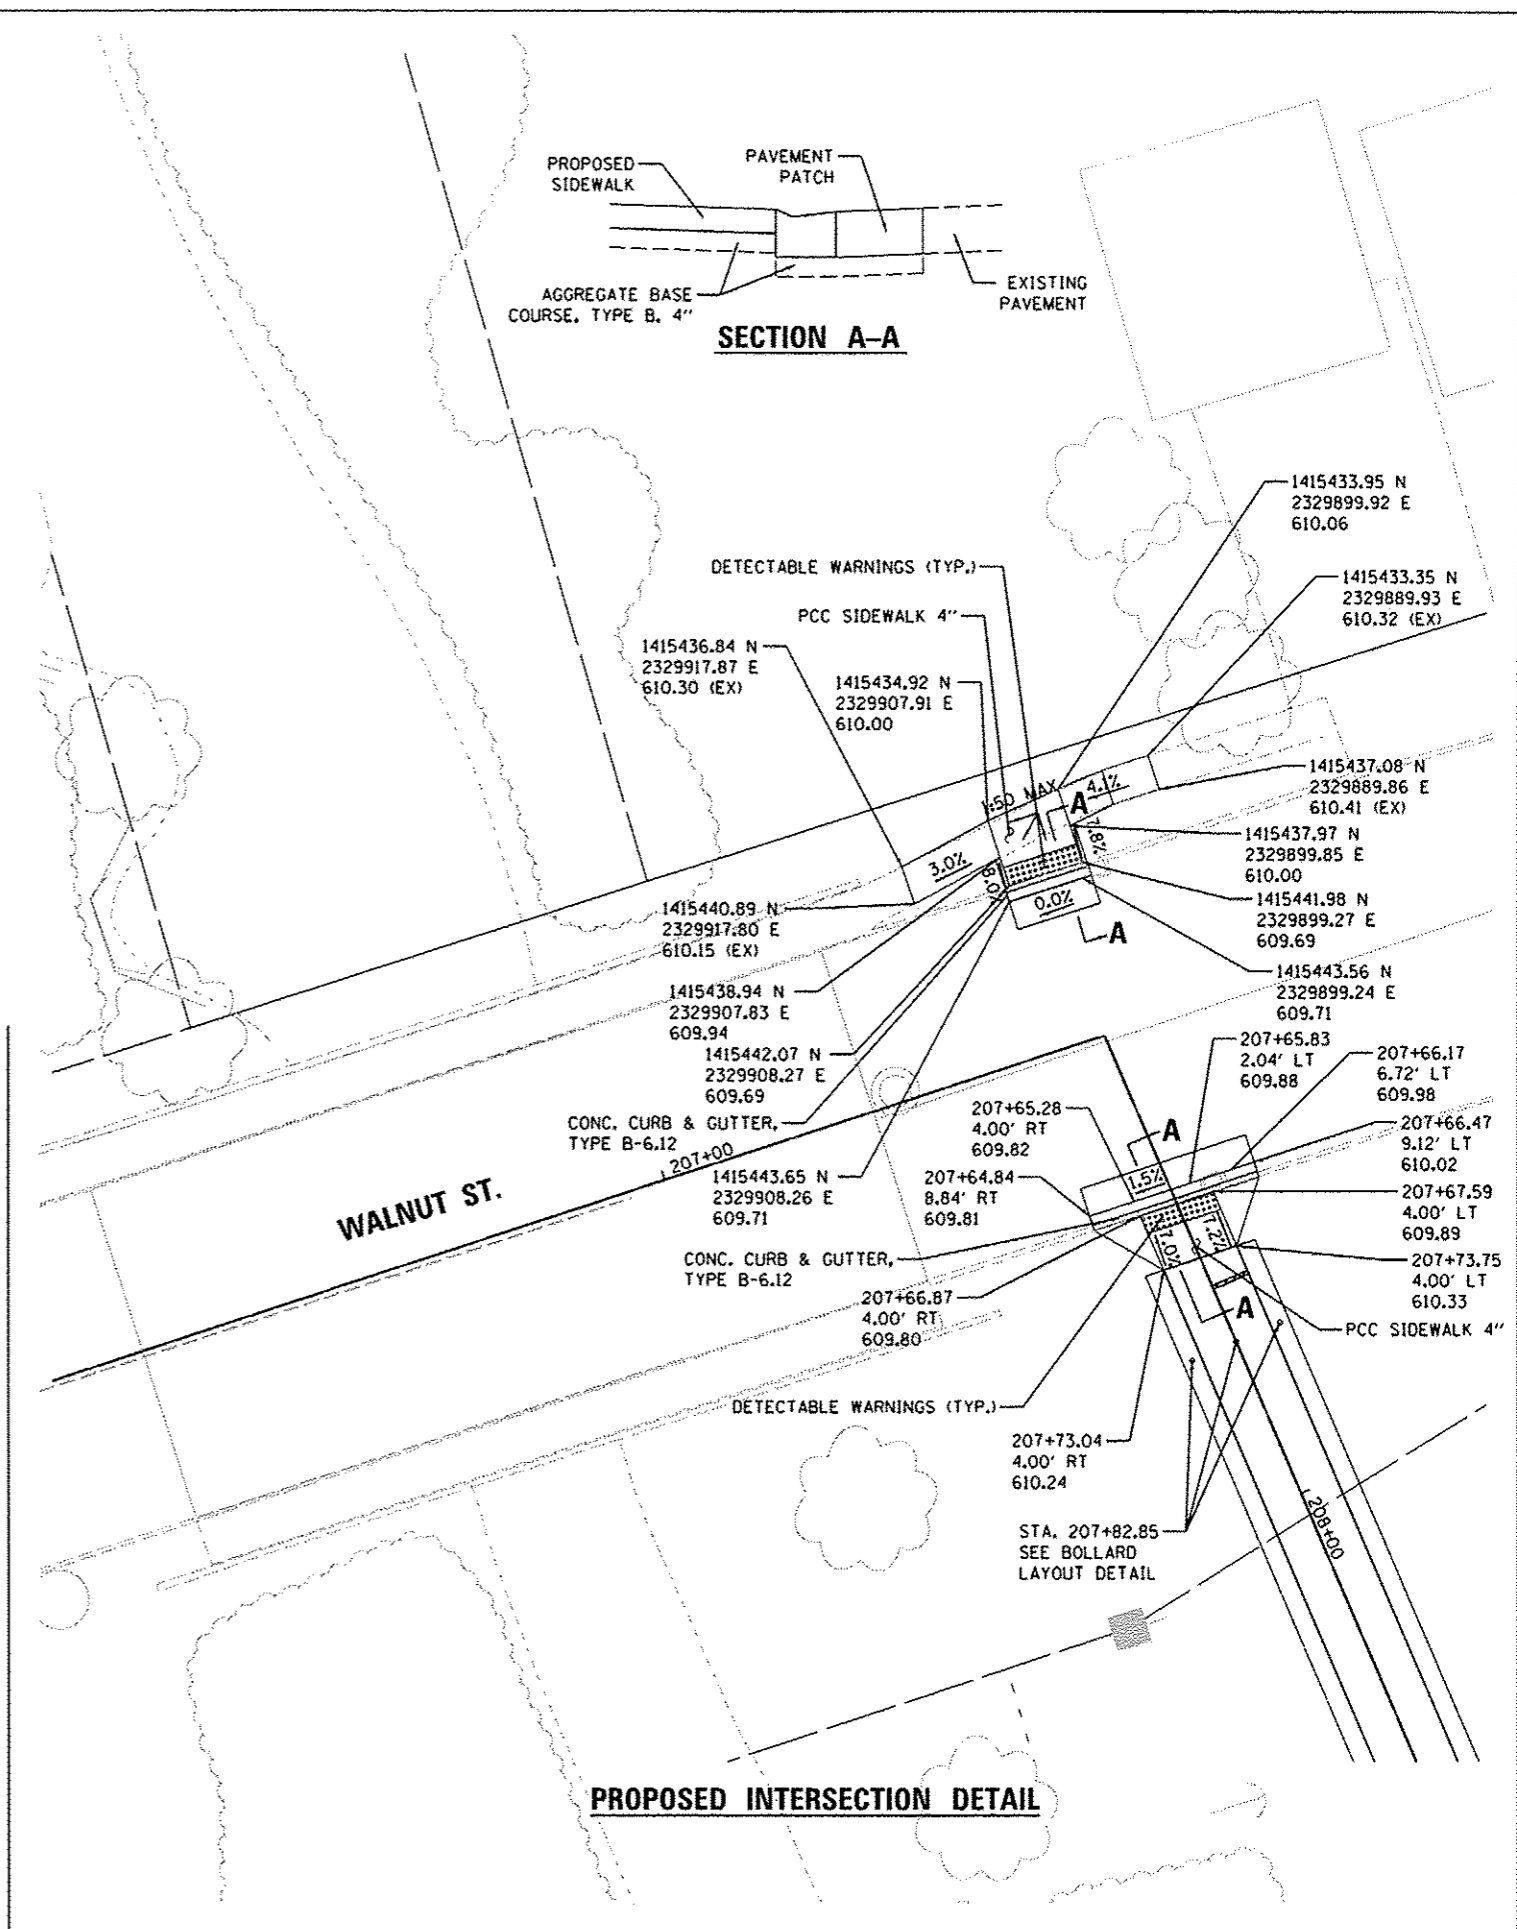 PROPOSED
SIDEWALK
PAVEMENT
PATCH
AGGREGATE BASE
COURSE, TYPE B, 4"
EXISTING
PAVEMENT
SECTION A-A
1415433.95 N
2329899.92 E
610.06
DETECTABLE WARNINGS (TYP.)
1415433.35 N
2329889.93 E
610.32 (EX)
PCC SIDEWALK 4"
1415436.84 N
2329917.87 E
610.30 (EX)
1415434.92 N
2329907.91 E
610.00
1:50 MAX
4.1%
A
7.8%
3.0%
8.0%
0.0%
A
1415437.08 N
2329889.86 E
610.41 (EX)
1415437.97 N
2329899.85 E
610.00
1415441.98 N
2329899.27 E
609.69
1415443.56 N
2329899.24 E
609.71
1415440.89 N
2329917.80 E
610.15 (EX)
1415438.94 N
2329907.83 E
609.94
1415442.07 N
2329908.27 E
609.69
CONC. CURB & GUTTER,
TYPE B-6.12
1415443.65 N
2329908.26 E
609.71
207+00
WALNUT ST.
207+65.83
2.04' LT
609.88
207+66.17
6.72' LT
609.98
207+65.28
4.00' RT
609.82
A
207+66.47
9.12' LT
610.02
207+64.84
8.84' RT
609.81
1.5%
207+67.59
4.00' LT
609.89
7.0%
7.2%
CONC. CURB & GUTTER,
TYPE B-6.12
207+73.75
4.00' LT
610.33
207+66.87
4.00' RT
609.80
A
PCC SIDEWALK 4"
DETECTABLE WARNINGS (TYP.)
207+73.04
4.00' RT
610.24
STA. 207+82.85
SEE BOLLARD
LAYOUT DETAIL
208+00
PROPOSED INTERSECTION DETAIL